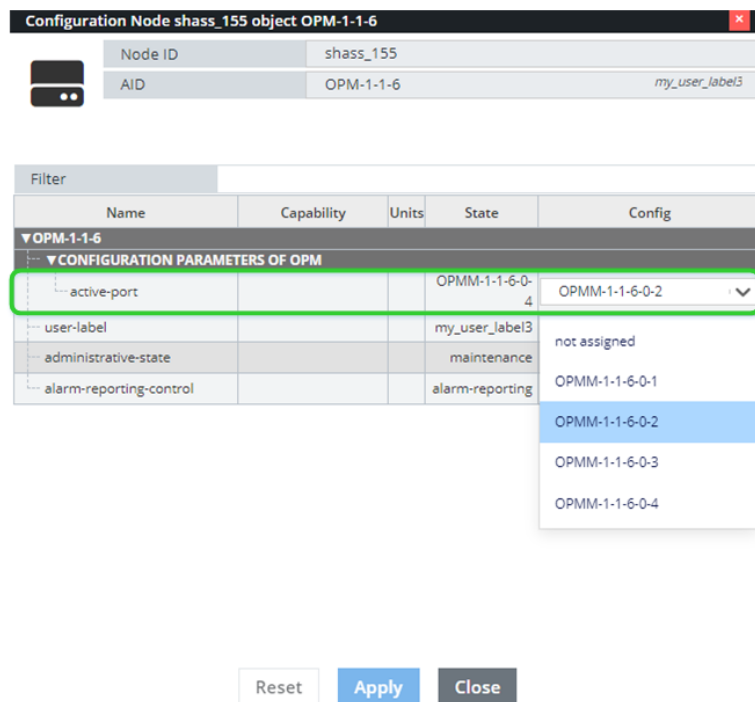 Configuration Node shass_155 object OPM-1-1-6
Node ID shass_155
AID OPM-1-1-6 my_user_label3
Filter
Name Capability Units State Config
▼OPM-1-1-6
▼CONFIGURATION PARAMETERS OF OPM
active-port OPMM-1-1-6-0-4 OPMM-1-1-6-0-2
user-label my_user_label3
administrative-state maintenance
alarm-reporting-control alarm-reporting
not assigned
OPMM-1-1-6-0-1
OPMM-1-1-6-0-2
OPMM-1-1-6-0-3
OPMM-1-1-6-0-4
Reset Apply Close